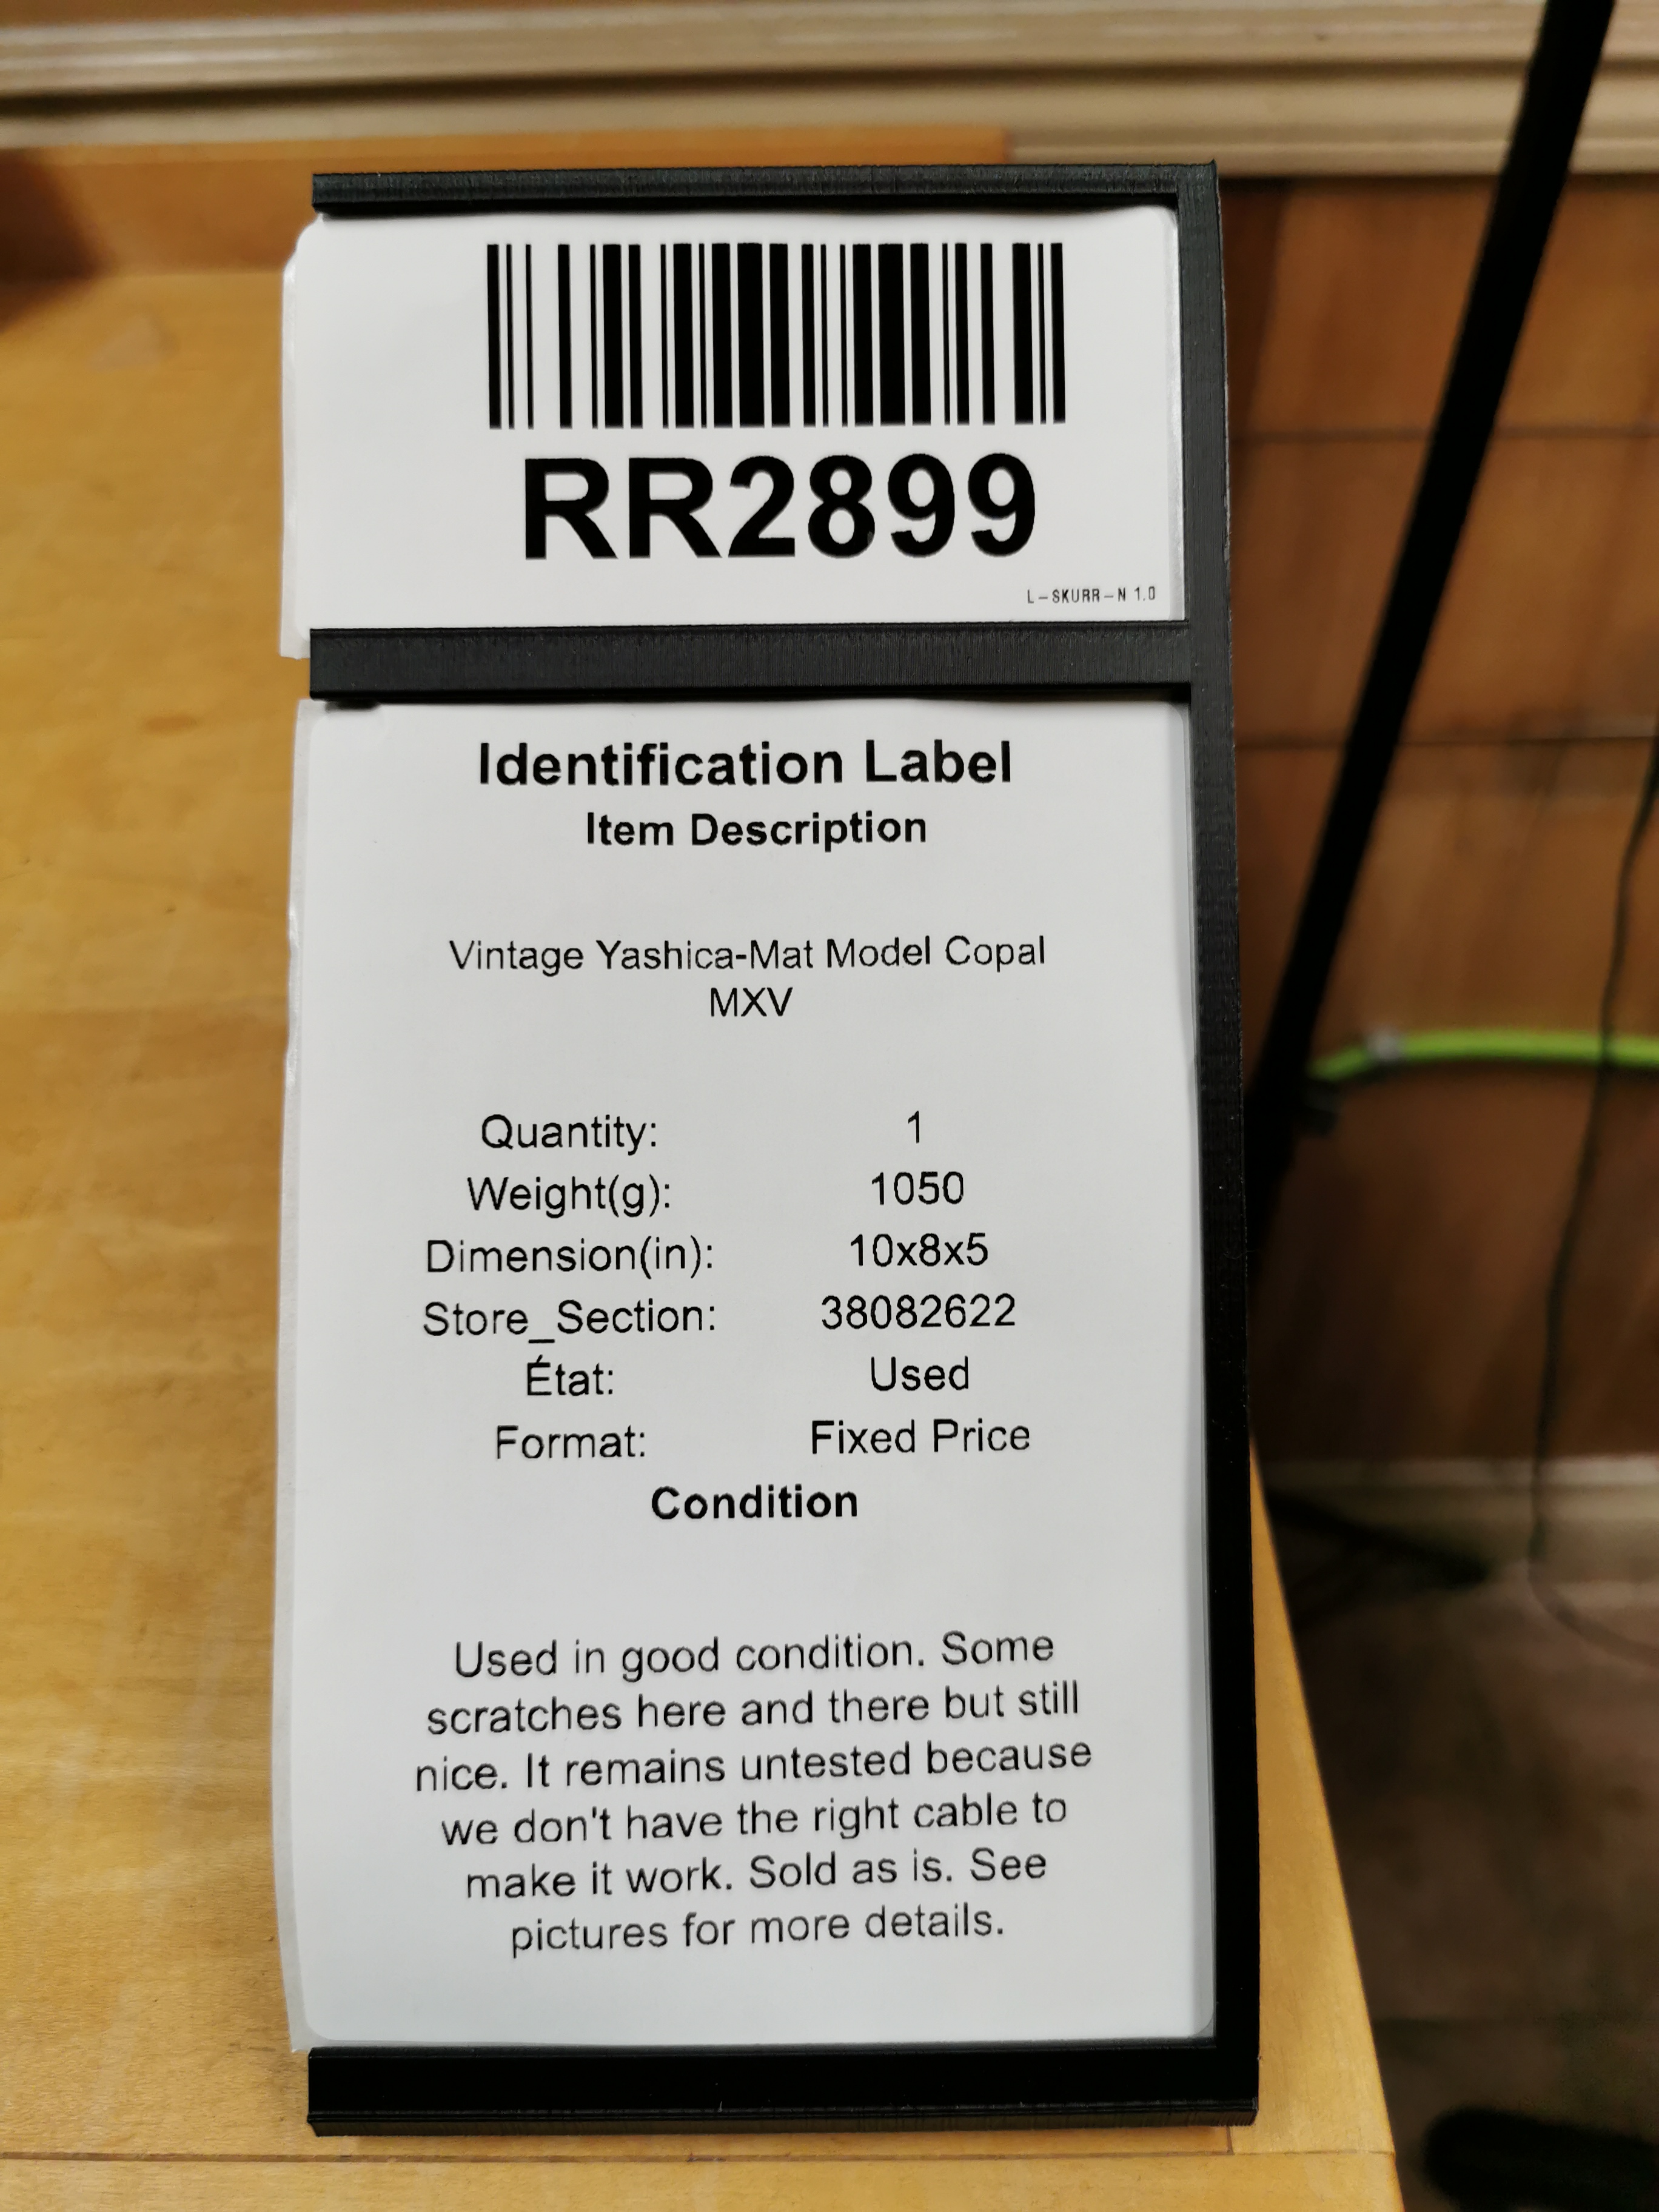 RR2899
L-SKURR-N 1.0
Identification Label
Item Description
Vintage Yashica-Mat Model Copal
MXV
Quantity: 1
Weight(g): 1050
Dimension(in): 10x8x5
Store_Section: 38082622
État: Used
Format: Fixed Price
Condition
Used in good condition. Some
scratches here and there but still
nice. It remains untested because
we don't have the right cable to
make it work. Sold as is. See
pictures for more details.